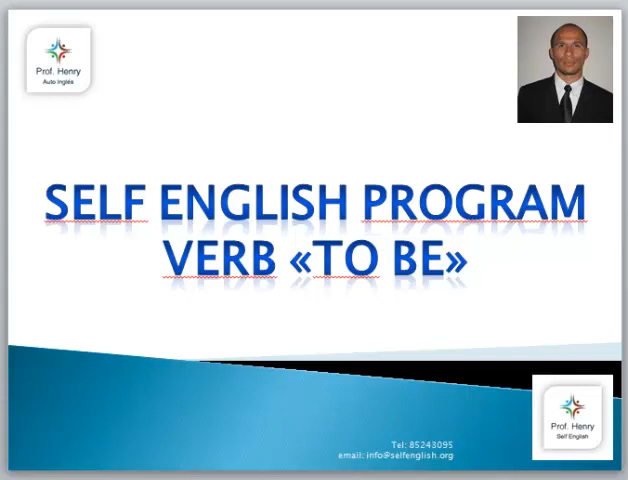 Prof. Henry
Auto Inglés
SELF ENGLISH PROGRAM
VERB «TO BE»
Prof. Henry
Self English
Tel: 85243095
email: info@selfenglish.org